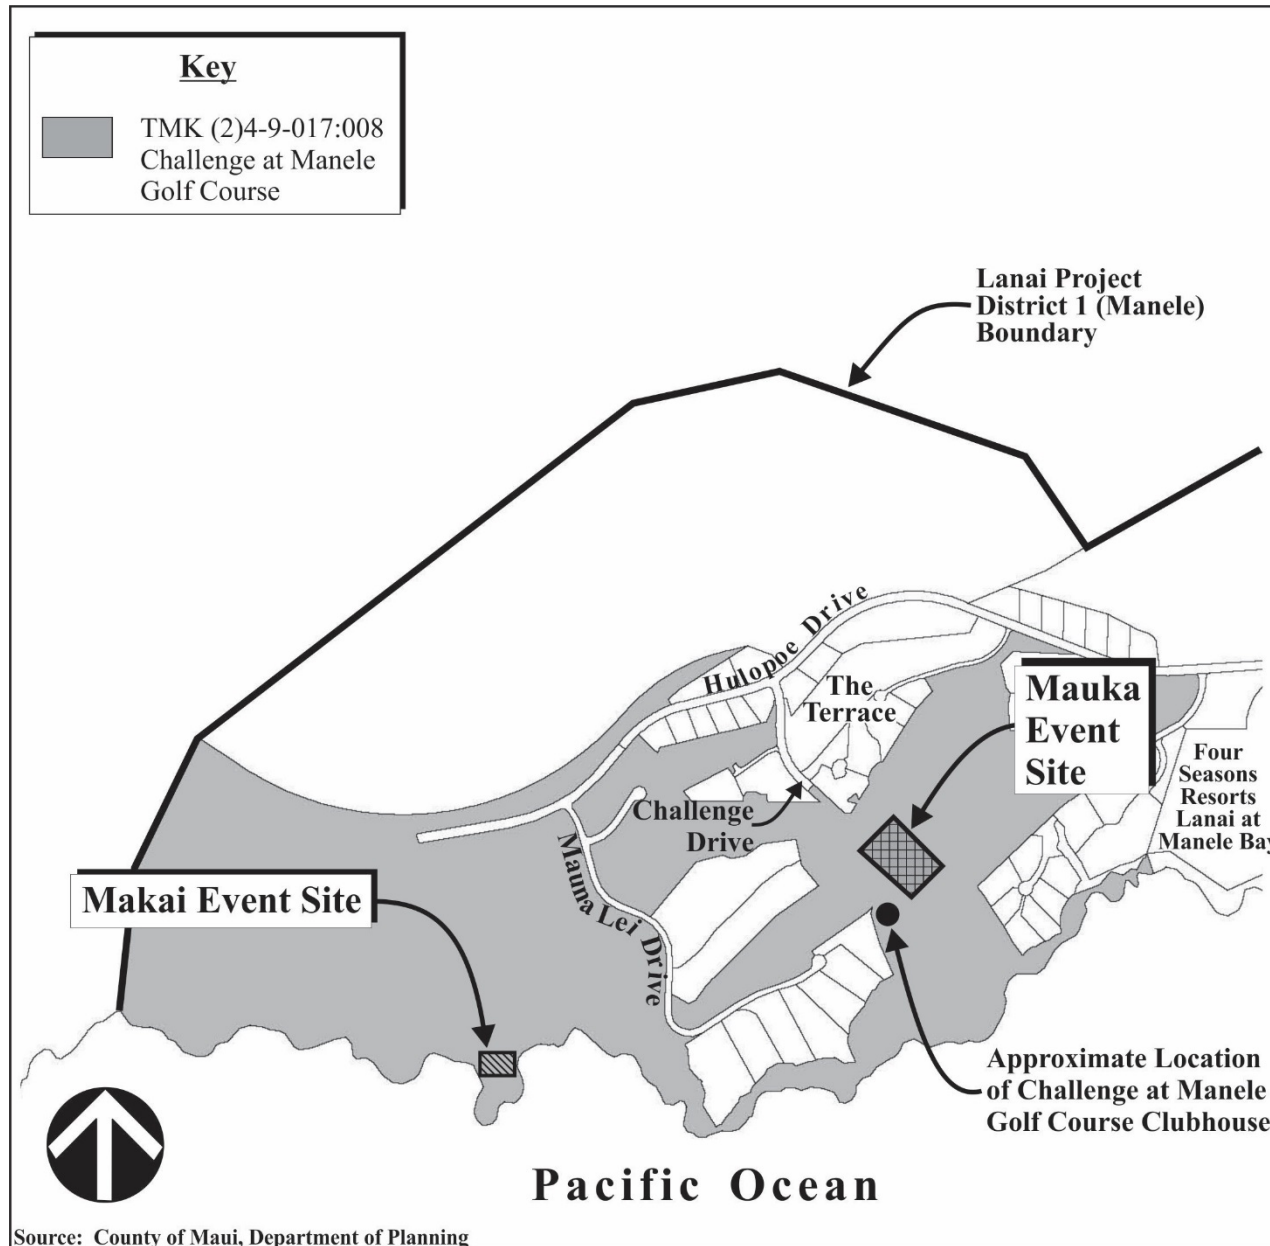 Key
TMK (2)4-9-017:008
Challenge at Manele
Golf Course
Lanai Project
District 1 (Manele)
Boundary
Hulopoe Drive
The
Terrace
Mauka
Event
Site
Four
Seasons
Resorts
Lanai at
Manele Bay
Challenge
Drive
Mauna Lei Drive
Makai Event Site
Approximate Location
of Challenge at Manele
Golf Course Clubhouse
Pacific Ocean
Source: County of Maui, Department of Planning